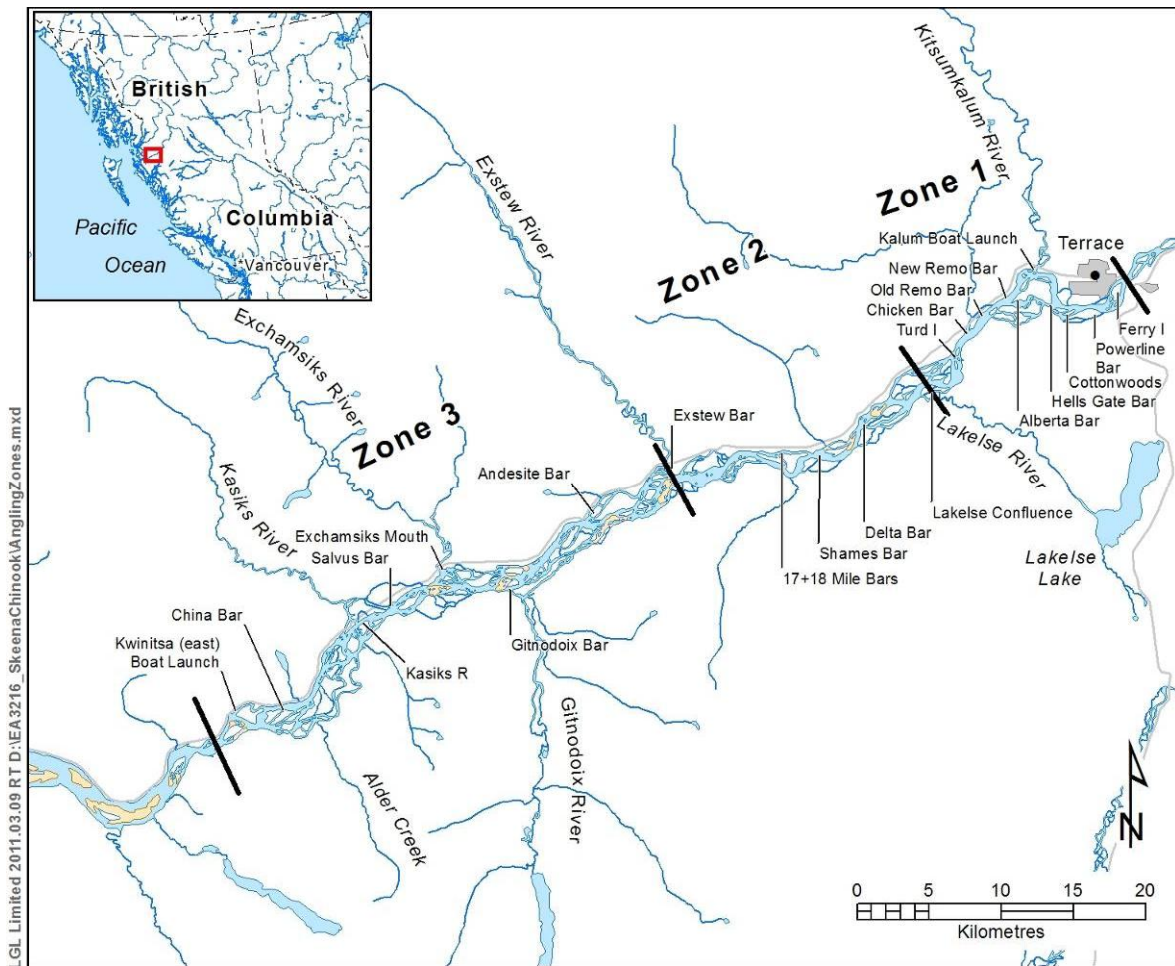 British
Columbia
Pacific
Ocean
*Vancouver
Kitsumkalum River
Exstew River
Zone 1
Zone 2
Kalum Boat Launch
Terrace
New Remo Bar
Old Remo Bar
Chicken Bar
Turd I
Ferry I
Powerline
Bar
Cottonwoods
Hells Gate Bar
Alberta Bar
Exchamsiks River
Zone 3
Exstew Bar
Lakelse River
Andesite Bar
Kasiks River
Lakelse Confluence
Delta Bar
Shames Bar
17+18 Mile Bars
Lakelse
Lake
Exchamsiks Mouth
Salvus Bar
China Bar
Kwinitsa (east)
Boat Launch
Kasiks R
Gitnodoix Bar
Gitnodoix River
Alder Creek
N
0 5 10 15 20
Kilometres
LGL Limited 2011.03.09 RT D:\EA3216_SkeenaChinook\AnglingZones.mxd